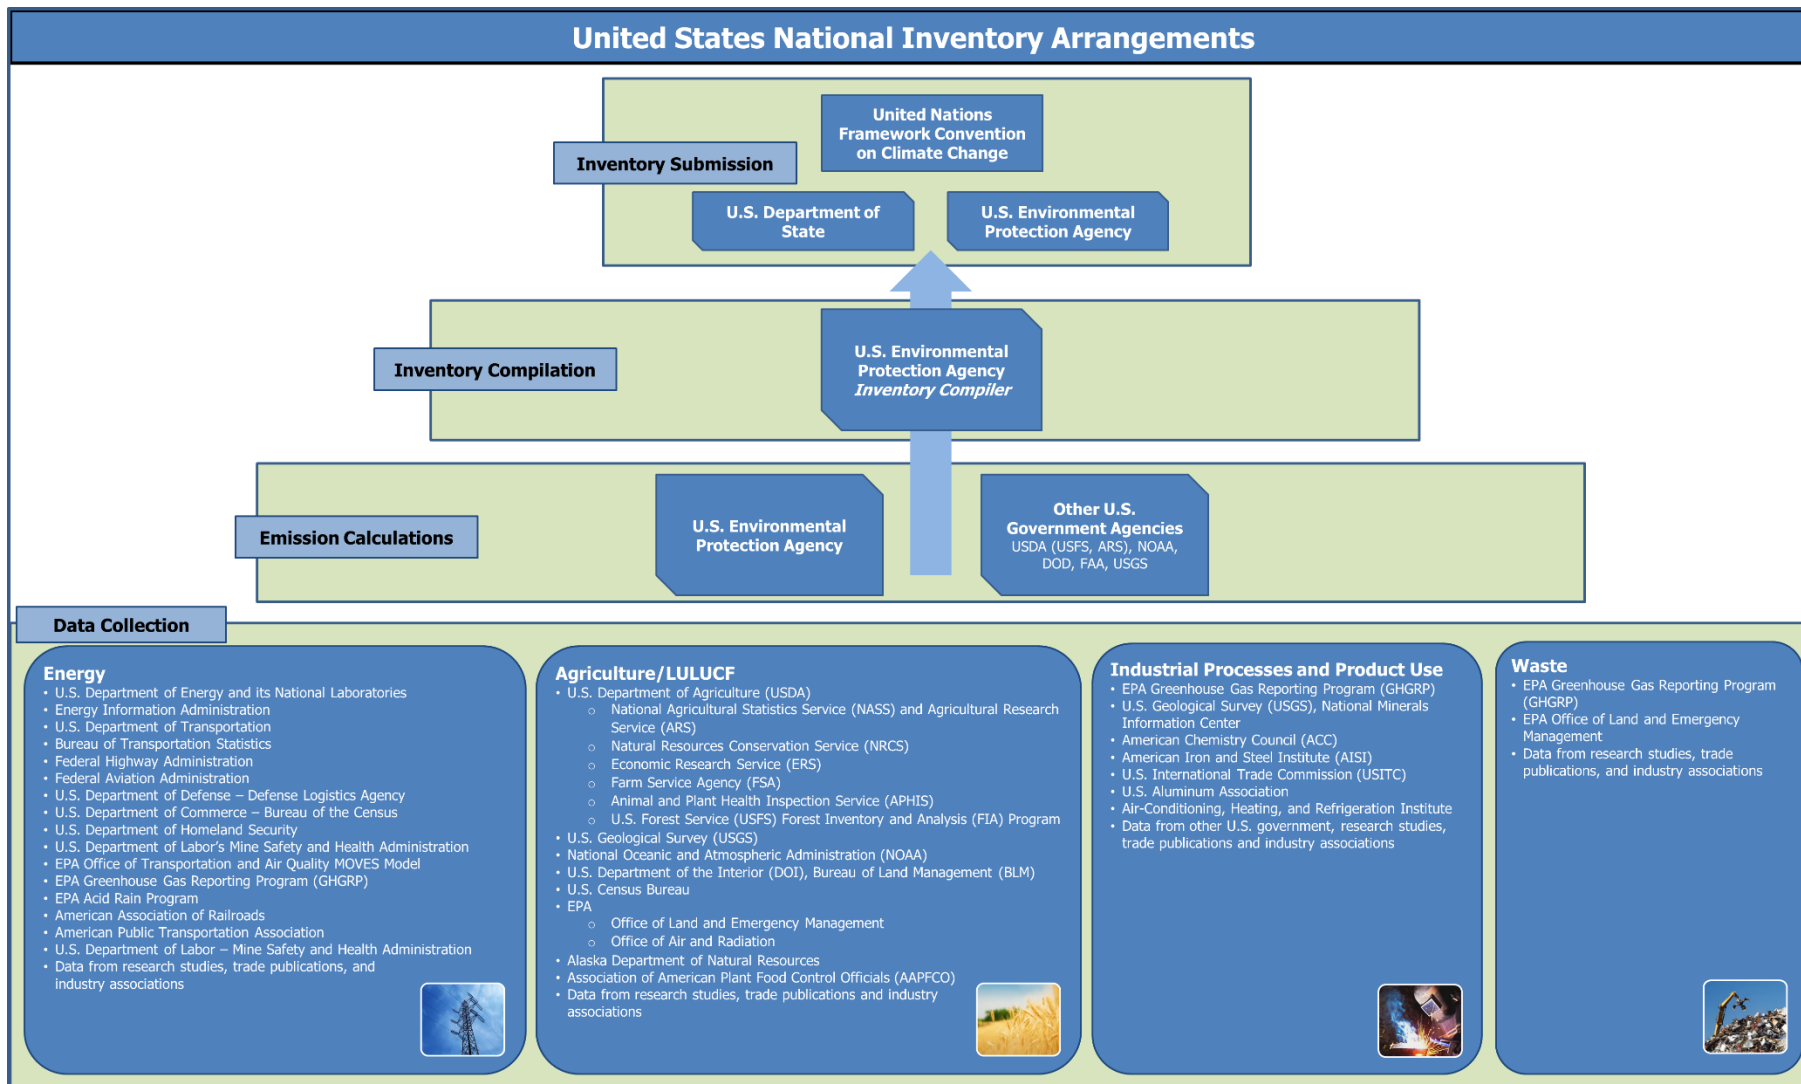 United States National Inventory Arrangements
United Nations
Framework Convention
on Climate Change
Inventory Submission
U.S. Department of
State
U.S. Environmental
Protection Agency
U.S. Environmental
Protection Agency
Inventory Compiler
Inventory Compilation
U.S. Environmental
Protection Agency
Other U.S.
Government Agencies
USDA (USFS, ARS), NOAA,
DOD, FAA, USGS
Emission Calculations
Data Collection
Energy
• U.S. Department of Energy and its National Laboratories
• Energy Information Administration
• U.S. Department of Transportation
• Bureau of Transportation Statistics
• Federal Highway Administration
• Federal Aviation Administration
• U.S. Department of Defense – Defense Logistics Agency
• U.S. Department of Commerce – Bureau of the Census
• U.S. Department of Homeland Security
• U.S. Department of Labor's Mine Safety and Health Administration
• EPA Office of Transportation and Air Quality MOVES Model
• EPA Greenhouse Gas Reporting Program (GHGRP)
• EPA Acid Rain Program
• American Association of Railroads
• American Public Transportation Association
• U.S. Department of Labor – Mine Safety and Health Administration
• Data from research studies, trade publications, and
industry associations
Agriculture/LULUCF
• U.S. Department of Agriculture (USDA)
o National Agricultural Statistics Service (NASS) and Agricultural Research
Service (ARS)
o Natural Resources Conservation Service (NRCS)
o Economic Research Service (ERS)
o Farm Service Agency (FSA)
o Animal and Plant Health Inspection Service (APHIS)
o U.S. Forest Service (USFS) Forest Inventory and Analysis (FIA) Program
• U.S. Geological Survey (USGS)
• National Oceanic and Atmospheric Administration (NOAA)
• U.S. Department of the Interior (DOI), Bureau of Land Management (BLM)
• U.S. Census Bureau
• EPA
o Office of Land and Emergency Management
o Office of Air and Radiation
• Alaska Department of Natural Resources
• Association of American Plant Food Control Officials (AAPFCO)
• Data from research studies, trade publications and industry
associations
Industrial Processes and Product Use
• EPA Greenhouse Gas Reporting Program (GHGRP)
• U.S. Geological Survey (USGS), National Minerals
Information Center
• American Chemistry Council (ACC)
• American Iron and Steel Institute (AISI)
• U.S. International Trade Commission (USITC)
• U.S. Aluminum Association
• Air-Conditioning, Heating, and Refrigeration Institute
• Data from other U.S. government, research studies,
trade publications and industry associations
Waste
• EPA Greenhouse Gas Reporting Program
(GHGRP)
• EPA Office of Land and Emergency
Management
• Data from research studies, trade
publications, and industry associations